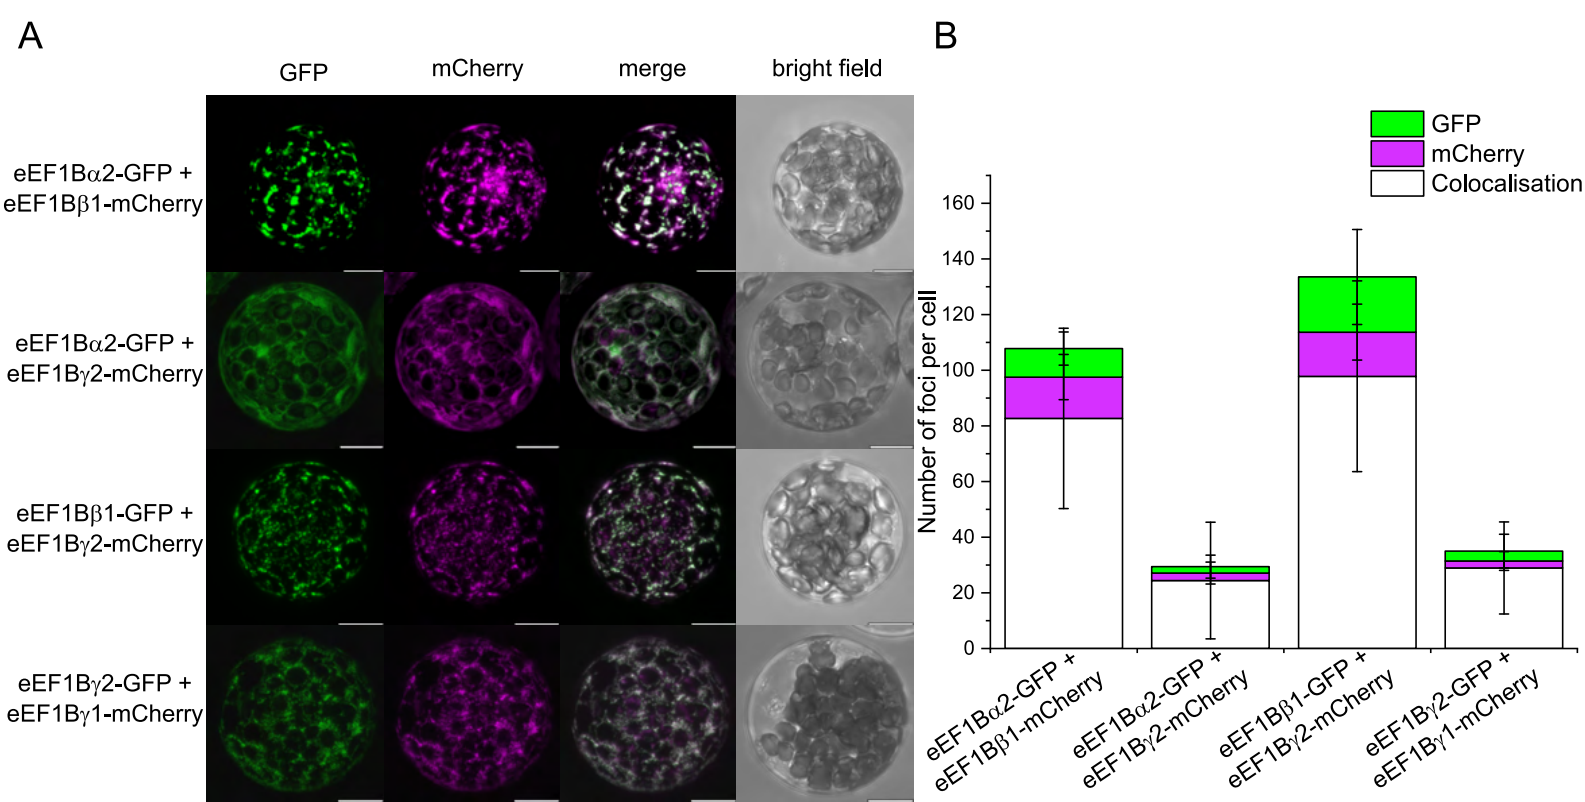 A
GFP
mCherry
merge
bright field
eEF1Bα2-GFP +
eEF1Bβ1-mCherry
eEF1Bα2-GFP +
eEF1Bγ2-mCherry
eEF1Bβ1-GFP +
eEF1Bγ2-mCherry
eEF1Bγ2-GFP +
eEF1Bγ1-mCherry
B
GFP
mCherry
Colocalisation
Number of foci per cell
160
140
120
100
80
60
40
20
0
eEF1Bα2-GFP +
eEF1Bβ1-mCherry
eEF1Bα2-GFP +
eEF1Bγ2-mCherry
eEF1Bβ1-GFP +
eEF1Bγ2-mCherry
eEF1Bγ2-GFP +
eEF1Bγ1-mCherry